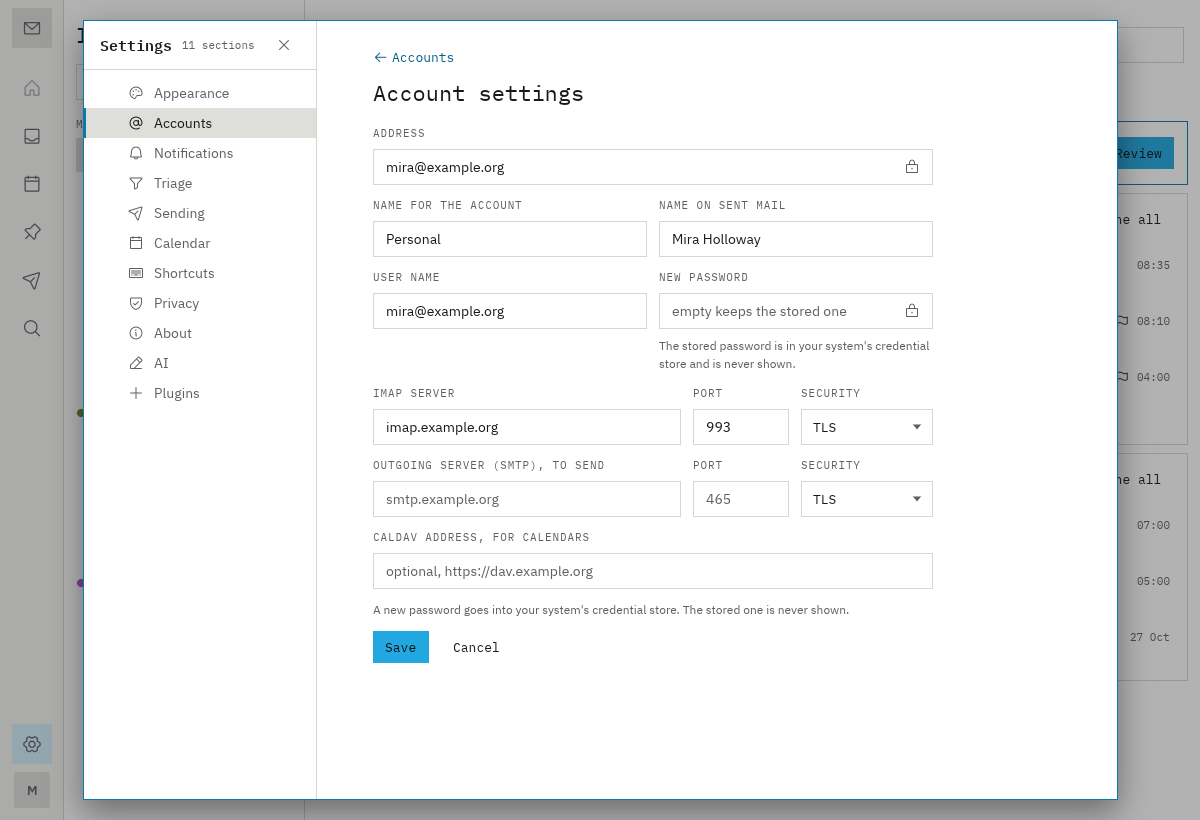 Settings 11 sections
Appearance
Accounts
Notifications
Triage
Sending
Calendar
Shortcuts
Privacy
About
AI
Plugins
M
← Accounts
Account settings
ADDRESS
mira@example.org
NAME FOR THE ACCOUNT NAME ON SENT MAIL
Personal Mira Holloway
USER NAME NEW PASSWORD
mira@example.org empty keeps the stored one
The stored password is in your system's credential
store and is never shown.
IMAP SERVER PORT SECURITY
imap.example.org 993 TLS
OUTGOING SERVER (SMTP), TO SEND PORT SECURITY
smtp.example.org 465 TLS
CALDAV ADDRESS, FOR CALENDARS
optional, https://dav.example.org
A new password goes into your system's credential store. The stored one is never shown.
Save Cancel
Review
all
08:35
08:10
04:00
all
07:00
05:00
27 Oct